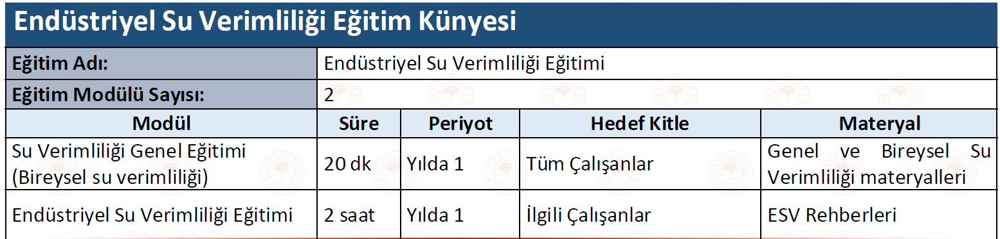 Endüstriyel Su Verimliliği Eğitim Künyesi
Eğitim Adı: Endüstriyel Su Verimliliği Eğitimi
Eğitim Modülü Sayısı: 2
Modül Süre Periyot Hedef Kitle Materyal
Su Verimliliği Genel Eğitimi
(Bireysel su verimliliği)
20 dk Yılda 1 Tüm Çalışanlar
Genel ve Bireysel Su
Verimliliği materyalleri
Endüstriyel Su Verimliliği Eğitimi 2 saat Yılda 1 İlgili Çalışanlar ESV Rehberleri